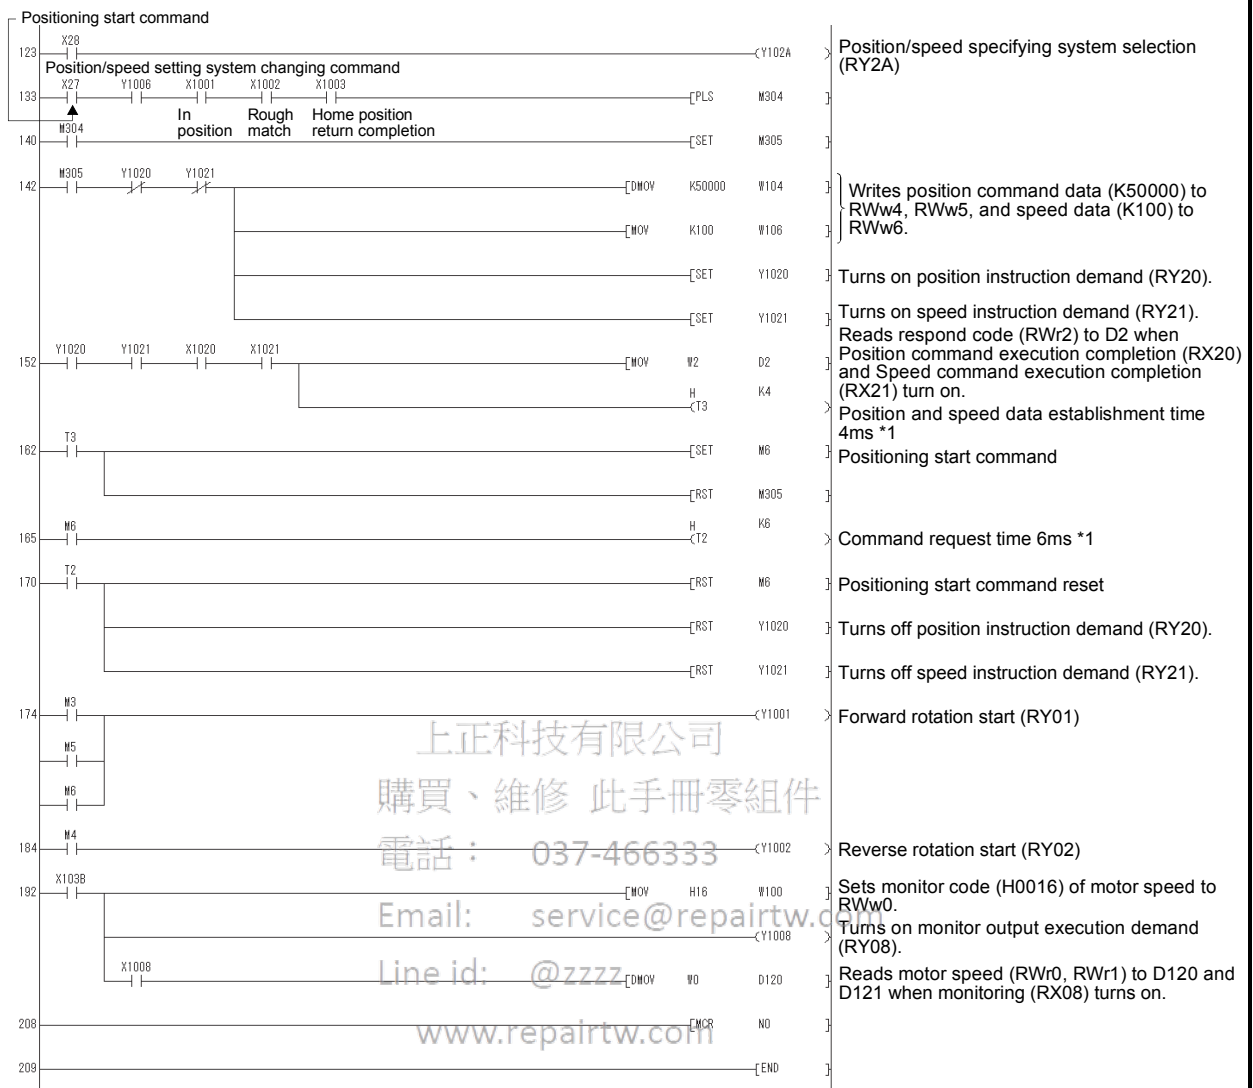 Positioning start command
X28
123 (Y102A )
Position/speed specifying system selection
(RY2A)
Position/speed setting system changing command
X27 Y1006 X1001 X1002 X1003
133 [PLS M304 ]
In position
Rough match
Home position return completion
M304
140 [SET M305 ]
M305 Y1020 Y1021
142 [DMOV K50000 W104 ]
Writes position command data (K50000) to
RWw4, RWw5, and speed data (K100) to
RWw6.
[MOV K100 W106 ]
[SET Y1020 ] Turns on position instruction demand (RY20).
[SET Y1021 ] Turns on speed instruction demand (RY21).
Y1020 Y1021 X1020 X1021
152 [MOV W2 D2 ]
Reads respond code (RWr2) to D2 when
Position command execution completion (RX20)
and Speed command execution completion
(RX21) turn on.
H K4
(T3 )
Position and speed data establishment time
4ms *1
T3
162 [SET M6 ] Positioning start command
[RST M305 ]
M6 H K6
165 (T2 ) Command request time 6ms *1
T2
170 [RST M6 ] Positioning start command reset
[RST Y1020 ] Turns off position instruction demand (RY20).
[RST Y1021 ] Turns off speed instruction demand (RY21).
M3
174 (Y1001 ) Forward rotation start (RY01)
M5
M6
上正科技有限公司
購買、維修 此手冊零組件
M4
184 (Y1002 ) Reverse rotation start (RY02)
電話： 037-466333
X103B
192 [MOV H16 W100 ]
Sets monitor code (H0016) of motor speed to
RWw0.
Email: service@repairtw.com
(Y1008 )
Turns on monitor output execution demand
(RY08).
X1008
Line id: @zzzz
[DMOV W0 D120 ]
Reads motor speed (RWr0, RWr1) to D120 and
D121 when monitoring (RX08) turns on.
208 [MCR N0 ]
www.repairtw.com
209 [END ]